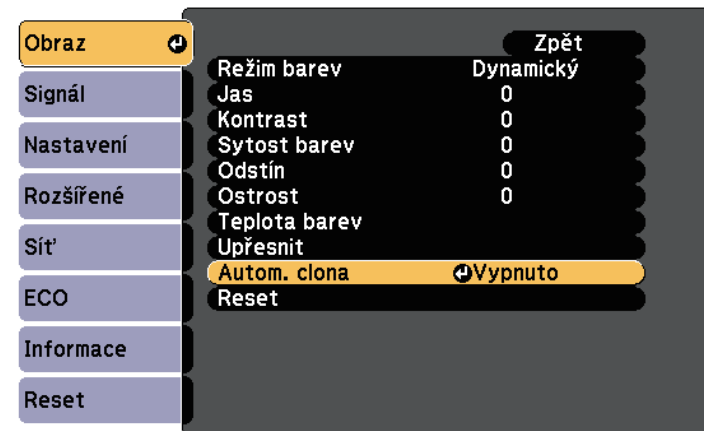 Obraz
Signál
Nastavení
Rozšířené
Síť
ECO
Informace
Reset
Zpět
Režim barev Dynamický
Jas 0
Kontrast 0
Sytost barev 0
Odstín 0
Ostrost 0
Teplota barev
Upřesnit
Autom. clona Vypnuto
Reset